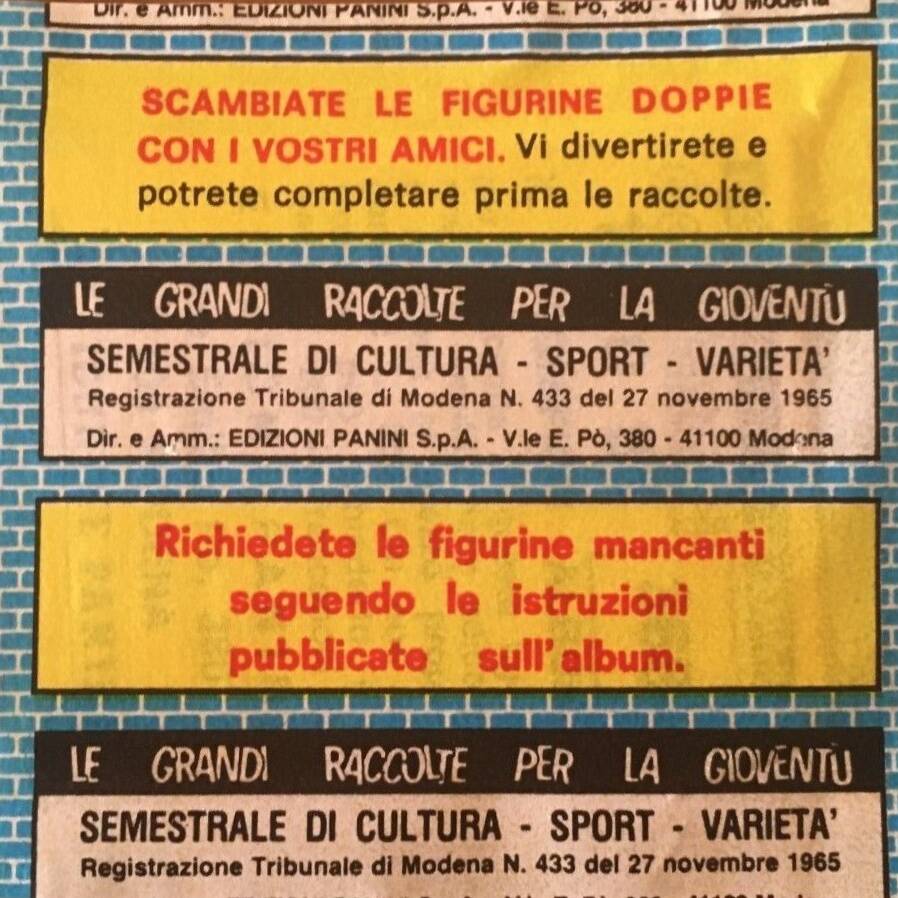 Dir. e Amm.: EDIZIONI PANINI S.p.A. - V.le E. Pò, 380 - 41100 Modena
SCAMBIATE LE FIGURINE DOPPIE
CON I VOSTRI AMICI. Vi divertirete e
potrete completare prima le raccolte.
LE GRANDI RACCOLTE PER LA GIOVENTÙ
SEMESTRALE DI CULTURA - SPORT - VARIETA'
Registrazione Tribunale di Modena N. 433 del 27 novembre 1965
Dir. e Amm.: EDIZIONI PANINI S.p.A. - V.le E. Pò, 380 - 41100 Modena
Richiedete le figurine mancanti
seguendo le istruzioni
pubblicate sull'album.
LE GRANDI RACCOLTE PER LA GIOVENTÙ
SEMESTRALE DI CULTURA - SPORT - VARIETA'
Registrazione Tribunale di Modena N. 433 del 27 novembre 1965